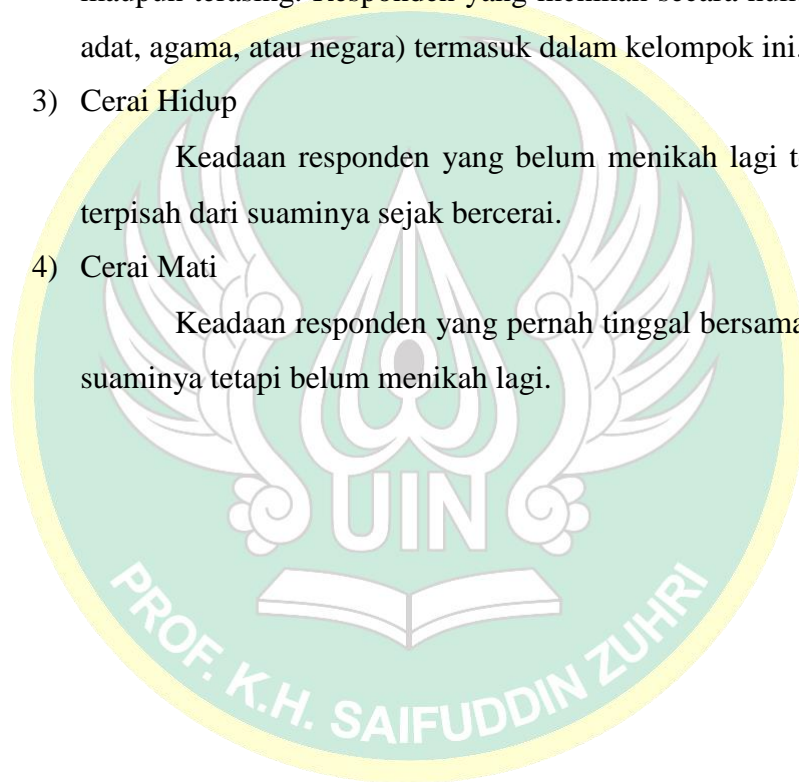 maupun terasing. Responden yang menikah secara
adat, agama, atau negara) termasuk dalam kelompok ini.
3) Cerai Hidup
Keadaan responden yang belum menikah lagi
terpisah dari suaminya sejak bercerai.
4) Cerai Mati
Keadaan responden yang pernah tinggal bersama
suaminya tetapi belum menikah lagi.
UIN
PROF. K.H. SAIFUDDIN ZUHRI